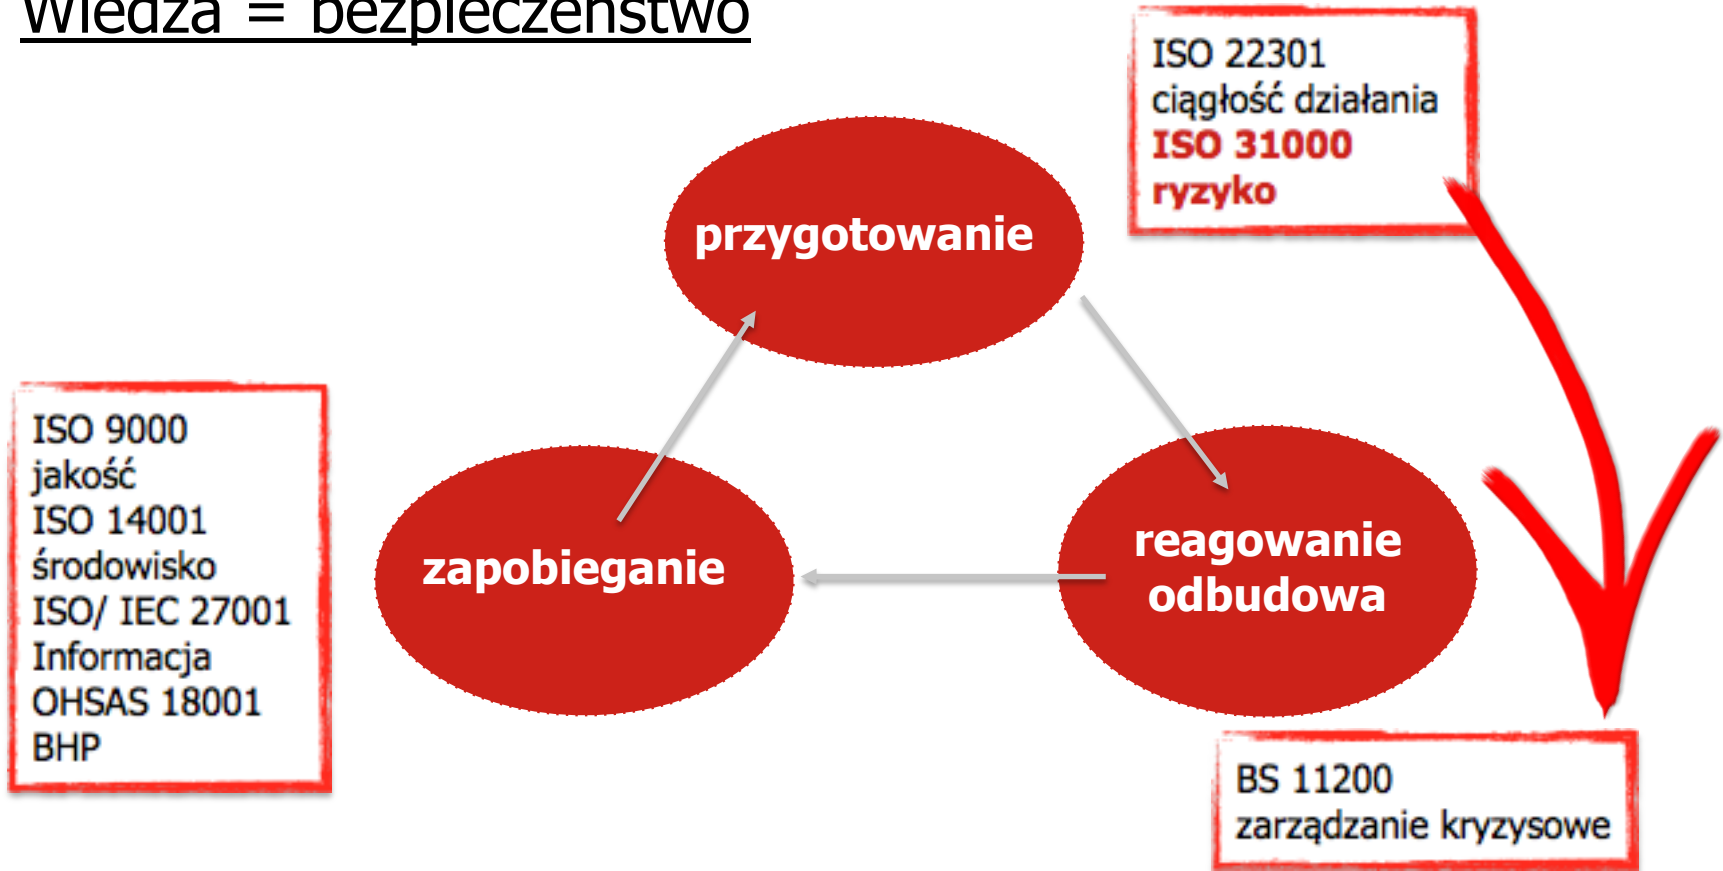 Wiedza = bezpieczeństwo
ISO 22301
ciągłość działania
ISO 31000
ryzyko
przygotowanie
ISO 9000
jakość
ISO 14001
środowisko
ISO/ IEC 27001
Informacja
OHSAS 18001
BHP
zapobieganie
reagowanie
odbudowa
BS 11200
zarządzanie kryzysowe